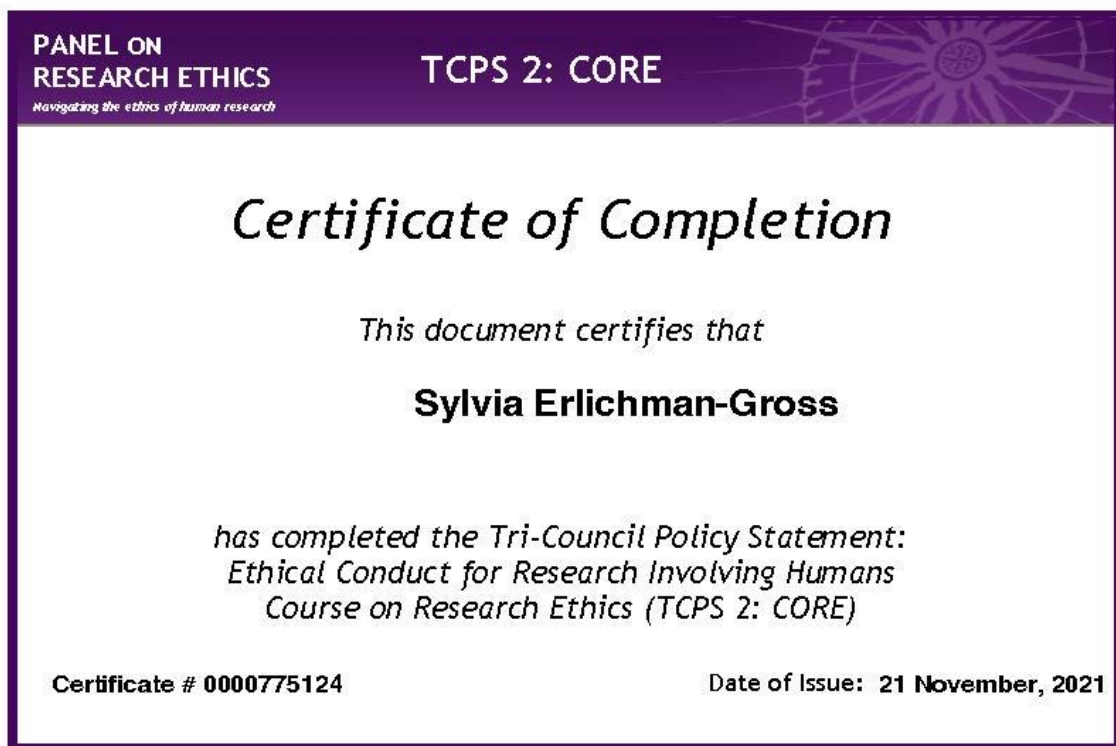 PANEL ON
RESEARCH ETHICS
Navigating the ethics of human research
TCPS 2: CORE
Certificate of Completion
This document certifies that
Sylvia Erlichman-Gross
has completed the Tri-Council Policy Statement:
Ethical Conduct for Research Involving Humans
Course on Research Ethics (TCPS 2: CORE)
Certificate # 0000775124
Date of Issue: 21 November, 2021